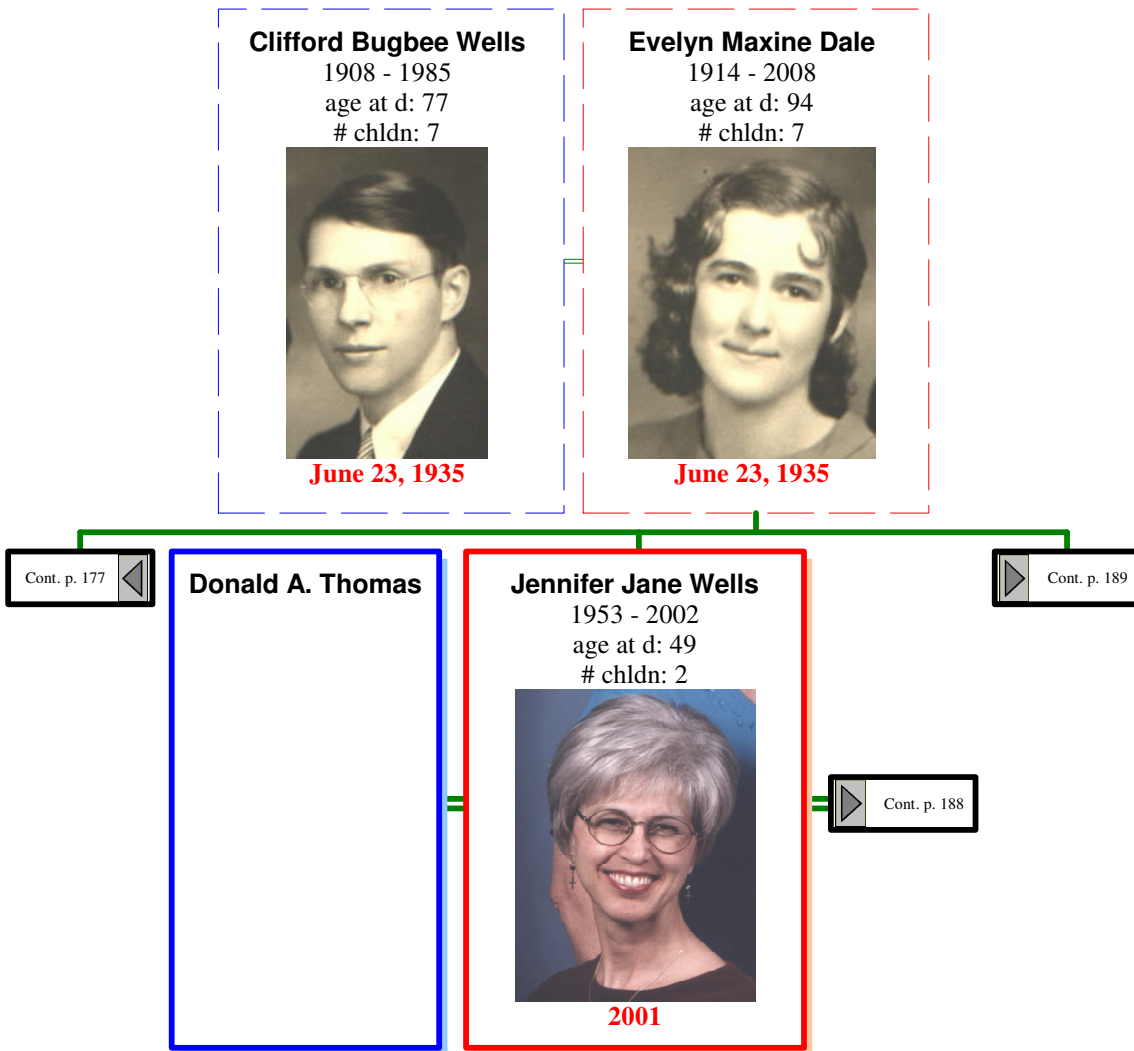 Clifford Bugbee Wells
1908 - 1985
age at d: 77
# chldn: 7
June 23, 1935
Evelyn Maxine Dale
1914 - 2008
age at d: 94
# chldn: 7
June 23, 1935
Cont. p. 177
Donald A. Thomas
Jennifer Jane Wells
1953 - 2002
age at d: 49
# chldn: 2
2001
Cont. p. 189
Cont. p. 188